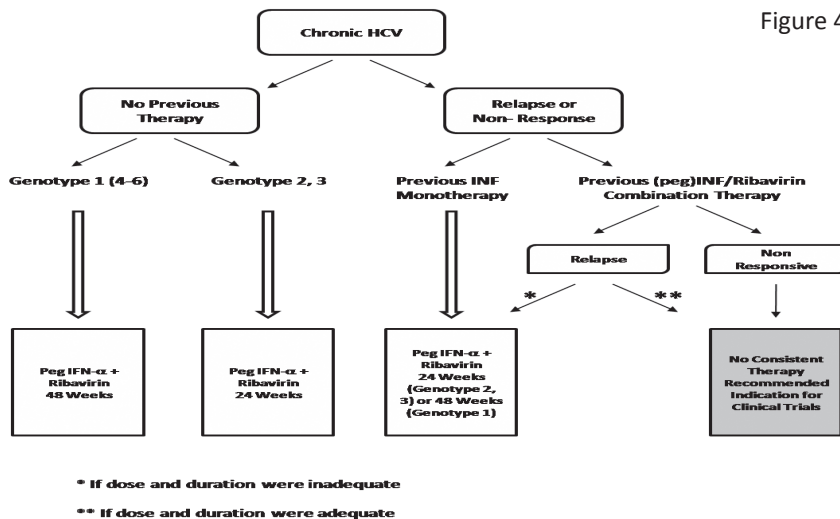 Figure 4
Chronic HCV
No Previous
Therapy
Relapse or
Non- Response
Genotype 1 (4-6)
Genotype 2, 3
Previous INF
Monotherapy
Previous (peg)INF/Ribavirin
Combination Therapy
Relapse
Non
Responsive
*
**
Peg IFN-α +
Ribavirin
48 Weeks
Peg IFN-α +
Ribavirin
24 Weeks
Peg IFN-α +
Ribavirin
24 Weeks
(Genotype 2,
3) or 48 Weeks
(Genotype 1)
No Consistent
Therapy
Recommended
Indication for
Clinical Trials
* If dose and duration were inadequate
** If dose and duration were adequate